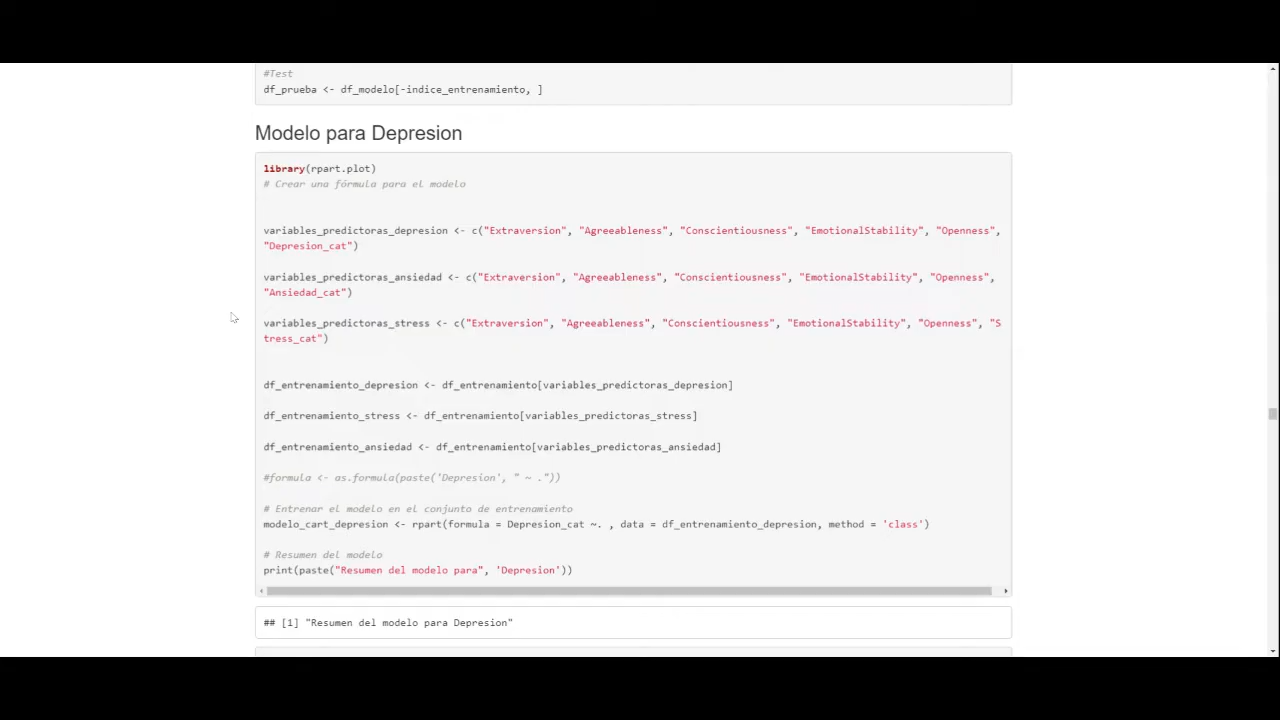 #Test
df_prueba <- df_modelo[-indice_entrenamiento, ]
Modelo para Depresion
library(rpart.plot)
# Crear una fórmula para el modelo
variables_predictoras_depresion <- c("Extraversion", "Agreeableness", "Conscientiousness", "EmotionalStability", "Openness",
"Depresion_cat")
variables_predictoras_ansiedad <- c("Extraversion", "Agreeableness", "Conscientiousness", "EmotionalStability", "Openness",
"Ansiedad_cat")
variables_predictoras_stress <- c("Extraversion", "Agreeableness", "Conscientiousness", "EmotionalStability", "Openness", "S
tress_cat")
df_entrenamiento_depresion <- df_entrenamiento[variables_predictoras_depresion]
df_entrenamiento_stress <- df_entrenamiento[variables_predictoras_stress]
df_entrenamiento_ansiedad <- df_entrenamiento[variables_predictoras_ansiedad]
#formula <- as.formula(paste('Depresion', " ~ ."))
# Entrenar el modelo en el conjunto de entrenamiento
modelo_cart_depresion <- rpart(formula = Depresion_cat ~. , data = df_entrenamiento_depresion, method = 'class')
# Resumen del modelo
print(paste("Resumen del modelo para", 'Depresion'))
## [1] "Resumen del modelo para Depresion"